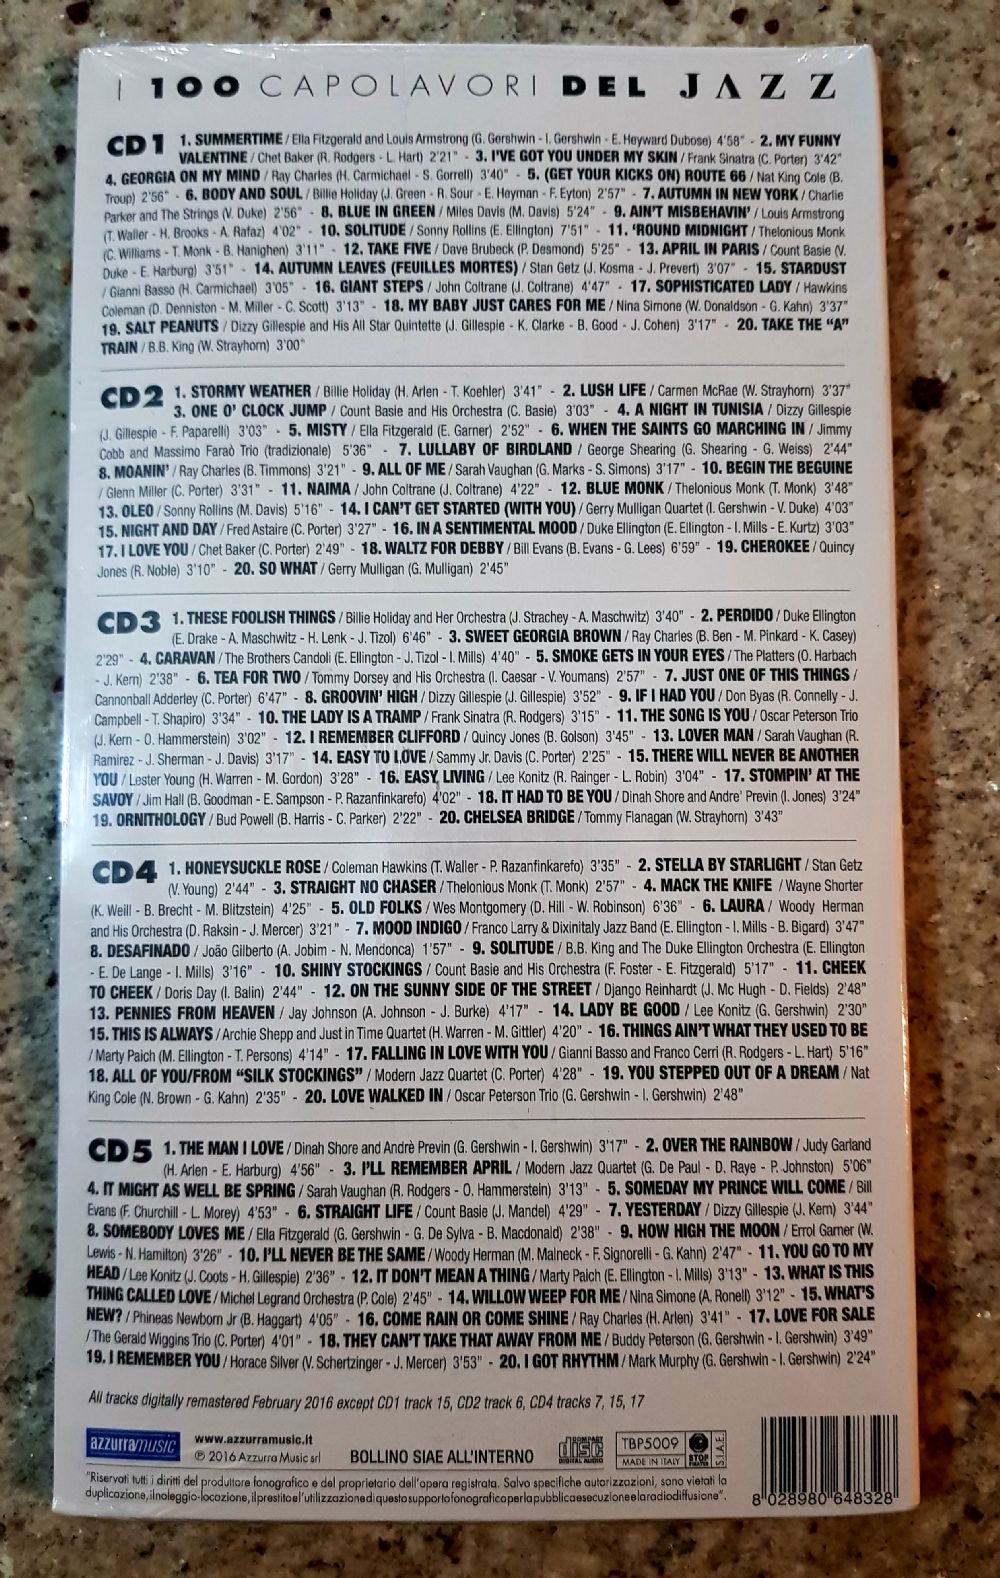 I 100 CAPOLAVORI DEL JAZZ
CD1 1. SUMMERTIME / Ella Fitzgerald and Louis Armstrong (G. Gershwin - I. Gershwin - E. Heyward Dubose) 4'58" - 2. MY FUNNY
VALENTINE / Chet Baker (R. Rodgers - L. Hart) 2'21" - 3. I'VE GOT YOU UNDER MY SKIN / Frank Sinatra (C. Porter) 3'42"
4. GEORGIA ON MY MIND / Ray Charles (H. Carmichael - S. Gorrell) 3'40" - 5. (GET YOUR KICKS ON) ROUTE 66 / Nat King Cole (B.
Troup) 2'56" - 6. BODY AND SOUL / Billie Holiday (J. Green - R. Sour - E. Heyman - F. Eyton) 2'57" - 7. AUTUMN IN NEW YORK / Charlie
Parker and The Strings (V. Duke) 2'56" - 8. BLUE IN GREEN / Miles Davis (M. Davis) 5'24" - 9. AIN'T MISBEHAVIN' / Louis Armstrong
(T. Waller - H. Brooks - A. Rafaz) 4'02" - 10. SOLITUDE / Sonny Rollins (E. Ellington) 7'51" - 11. 'ROUND MIDNIGHT / Thelonious Monk
(C. Williams - T. Monk - B. Hanighen) 3'11" - 12. TAKE FIVE / Dave Brubeck (P. Desmond) 5'25" - 13. APRIL IN PARIS / Count Basie (V.
Duke - E. Harburg) 3'51" - 14. AUTUMN LEAVES (FEUILLES MORTES) / Stan Getz (J. Kosma - J. Prevert) 3'07" - 15. STARDUST
/ Gianni Basso (H. Carmichael) 3'05" - 16. GIANT STEPS / John Coltrane (J. Coltrane) 4'47" - 17. SOPHISTICATED LADY / Hawkins
Coleman (D. Denniston - M. Miller - C. Scott) 3'13" - 18. MY BABY JUST CARES FOR ME / Nina Simone (W. Donaldson - G. Kahn) 3'37"
19. SALT PEANUTS / Dizzy Gillespie and His All Star Quintette (J. Gillespie - K. Clarke - B. Good - J. Cohen) 3'17" - 20. TAKE THE "A"
TRAIN / B.B. King (W. Strayhorn) 3'00"
CD2 1. STORMY WEATHER / Billie Holiday (H. Arlen - T. Koehler) 3'41" - 2. LUSH LIFE / Carmen McRae (W. Strayhorn) 3'37"
3. ONE O' CLOCK JUMP / Count Basie and His Orchestra (C. Basie) 3'03" - 4. A NIGHT IN TUNISIA / Dizzy Gillespie
(J. Gillespie - F. Paparelli) 3'03" - 5. MISTY / Ella Fitzgerald (E. Garner) 2'52" - 6. WHEN THE SAINTS GO MARCHING IN / Jimmy
Cobb and Massimo Faraò Trio (tradizionale) 5'36" - 7. LULLABY OF BIRDLAND / George Shearing (G. Shearing - G. Weiss) 2'44"
8. MOANIN' / Ray Charles (B. Timmons) 3'21" - 9. ALL OF ME / Sarah Vaughan (G. Marks - S. Simons) 3'17" - 10. BEGIN THE BEGUINE
/ Glenn Miller (C. Porter) 3'31" - 11. NAIMA / John Coltrane (J. Coltrane) 4'22" - 12. BLUE MONK / Thelonious Monk (T. Monk) 3'48"
13. OLEO / Sonny Rollins (M. Davis) 5'16" - 14. I CAN'T GET STARTED (WITH YOU) / Gerry Mulligan Quartet (I. Gershwin - V. Duke) 4'03"
15. NIGHT AND DAY / Fred Astaire (C. Porter) 3'27" - 16. IN A SENTIMENTAL MOOD / Duke Ellington (E. Ellington - I. Mills - E. Kurtz) 3'03"
17. I LOVE YOU / Chet Baker (C. Porter) 2'49" - 18. WALTZ FOR DEBBY / Bill Evans (B. Evans - G. Lees) 6'59" - 19. CHEROKEE / Quincy
Jones (R. Noble) 3'10" - 20. SO WHAT / Gerry Mulligan (G. Mulligan) 2'45"
CD3 1. THESE FOOLISH THINGS / Billie Holiday and Her Orchestra (J. Strachey - A. Maschwitz) 3'40" - 2. PERDIDO / Duke Ellington
(E. Drake - A. Maschwitz - H. Lenk - J. Tizol) 6'46" - 3. SWEET GEORGIA BROWN / Ray Charles (B. Ben - M. Pinkard - K. Casey)
2'29" - 4. CARAVAN / The Brothers Candoli (E. Ellington - J. Tizol - I. Mills) 4'40" - 5. SMOKE GETS IN YOUR EYES / The Platters (O. Harbach
- J. Kern) 2'38" - 6. TEA FOR TWO / Tommy Dorsey and His Orchestra (I. Caesar - V. Youmans) 2'57" - 7. JUST ONE OF THIS THINGS /
Cannonball Adderley (C. Porter) 6'47" - 8. GROOVIN' HIGH / Dizzy Gillespie (J. Gillespie) 3'52" - 9. IF I HAD YOU / Don Byas (R. Connelly - J.
Campbell - T. Shapiro) 3'34" - 10. THE LADY IS A TRAMP / Frank Sinatra (R. Rodgers) 3'15" - 11. THE SONG IS YOU / Oscar Peterson Trio
(J. Kern - O. Hammerstein) 3'02" - 12. I REMEMBER CLIFFORD / Quincy Jones (B. Golson) 3'45" - 13. LOVER MAN / Sarah Vaughan (R.
Ramirez - J. Sherman - J. Davis) 3'17" - 14. EASY TO LOVE / Sammy Jr. Davis (C. Porter) 2'25" - 15. THERE WILL NEVER BE ANOTHER
YOU / Lester Young (H. Warren - M. Gordon) 3'28" - 16. EASY LIVING / Lee Konitz (R. Rainger - L. Robin) 3'04" - 17. STOMPIN' AT THE
SAVOY / Jim Hall (B. Goodman - E. Sampson - P. Razanfinkarefo) 4'02" - 18. IT HAD TO BE YOU / Dinah Shore and Andre' Previn (I. Jones) 3'24"
19. ORNITHOLOGY / Bud Powell (B. Harris - C. Parker) 2'22" - 20. CHELSEA BRIDGE / Tommy Flanagan (W. Strayhorn) 3'43"
CD4 1. HONEYSUCKLE ROSE / Coleman Hawkins (T. Waller - P. Razanfinkarefo) 3'35" - 2. STELLA BY STARLIGHT / Stan Getz
(V. Young) 2'44" - 3. STRAIGHT NO CHASER / Thelonious Monk (T. Monk) 2'57" - 4. MACK THE KNIFE / Wayne Shorter
(K. Weill - B. Brecht - M. Blitzstein) 4'25" - 5. OLD FOLKS / Wes Montgomery (D. Hill - W. Robinson) 6'36" - 6. LAURA / Woody Herman
and His Orchestra (D. Raksin - J. Mercer) 3'21" - 7. MOOD INDIGO / Franco Larry & Dixinitaly Jazz Band (E. Ellington - I. Mills - B. Bigard) 3'47"
8. DESAFINADO / João Gilberto (A. Jobim - N. Mendonca) 1'57" - 9. SOLITUDE / B.B. King and The Duke Ellington Orchestra (E. Ellington
- E. De Lange - I. Mills) 3'16" - 10. SHINY STOCKINGS / Count Basie and His Orchestra (F. Foster - E. Fitzgerald) 5'17" - 11. CHEEK
TO CHEEK / Doris Day (I. Balin) 2'44" - 12. ON THE SUNNY SIDE OF THE STREET / Django Reinhardt (J. Mc Hugh - D. Fields) 2'48"
13. PENNIES FROM HEAVEN / Jay Johnson (A. Johnson - J. Burke) 4'17" - 14. LADY BE GOOD / Lee Konitz (G. Gershwin) 2'30"
15. THIS IS ALWAYS / Archie Shepp and Just in Time Quartet (H. Warren - M. Gittler) 4'20" - 16. THINGS AIN'T WHAT THEY USED TO BE
/ Marty Paich (M. Ellington - T. Persons) 4'14" - 17. FALLING IN LOVE WITH YOU / Gianni Basso and Franco Cerri (R. Rodgers - L. Hart) 5'16"
18. ALL OF YOU/FROM "SILK STOCKINGS" / Modern Jazz Quartet (C. Porter) 4'28" - 19. YOU STEPPED OUT OF A DREAM / Nat
King Cole (N. Brown - G. Kahn) 2'35" - 20. LOVE WALKED IN / Oscar Peterson Trio (G. Gershwin - I. Gershwin) 2'48"
CD5 1. THE MAN I LOVE / Dinah Shore and Andrè Previn (G. Gershwin - I. Gershwin) 3'17" - 2. OVER THE RAINBOW / Judy Garland
(H. Arlen - E. Harburg) 4'56" - 3. I'LL REMEMBER APRIL / Modern Jazz Quartet (G. De Paul - D. Raye - P. Johnston) 5'06"
4. IT MIGHT AS WELL BE SPRING / Sarah Vaughan (R. Rodgers - O. Hammerstein) 3'13" - 5. SOMEDAY MY PRINCE WILL COME / Bill
Evans (F. Churchill - L. Morey) 4'53" - 6. STRAIGHT LIFE / Count Basie (J. Mandel) 4'29" - 7. YESTERDAY / Dizzy Gillespie (J. Kern) 3'44"
8. SOMEBODY LOVES ME / Ella Fitzgerald (G. Gershwin - G. De Sylva - B. Macdonald) 2'38" - 9. HOW HIGH THE MOON / Errol Garner (W.
Lewis - N. Hamilton) 3'26" - 10. I'LL NEVER BE THE SAME / Woody Herman (M. Malneck - F. Signorelli - G. Kahn) 2'47" - 11. YOU GO TO MY
HEAD / Lee Konitz (J. Coots - H. Gillespie) 2'36" - 12. IT DON'T MEAN A THING / Marty Paich (E. Ellington - I. Mills) 3'13" - 13. WHAT IS THIS
THING CALLED LOVE / Michel Legrand Orchestra (P. Cole) 2'45" - 14. WILLOW WEEP FOR ME / Nina Simone (A. Ronell) 3'12" - 15. WHAT'S
NEW? / Phineas Newborn Jr (B. Haggart) 4'05" - 16. COME RAIN OR COME SHINE / Ray Charles (H. Arlen) 3'41" - 17. LOVE FOR SALE
/ The Gerald Wiggins Trio (C. Porter) 4'01" - 18. THEY CAN'T TAKE THAT AWAY FROM ME / Buddy Peterson (G. Gershwin - I. Gershwin) 3'49"
19. I REMEMBER YOU / Horace Silver (V. Schertzinger - J. Mercer) 3'53" - 20. I GOT RHYTHM / Mark Murphy (G. Gershwin - I. Gershwin) 2'24"
All tracks digitally remastered February 2016 except CD1 track 15, CD2 track 6, CD4 tracks 7, 15, 17
azzurramusic
www.azzurramusic.it
℗ 2016 Azzurra Music srl
BOLLINO SIAE ALL'INTERNO
COMPACT disc DIGITAL AUDIO
TBP5009
MADE IN ITALY
STOP PIRATES
S.I.A.E.
"Riservati tutti i diritti del produttore fonografico e del proprietario dell'opera registrata. Salvo specifiche autorizzazioni, sono vietati la
duplicazione, il noleggio-locazione, il prestito e l'utilizzazione di questo supporto fonografico per la pubblica esecuzione e la radiodiffusione".
8 028980 648328